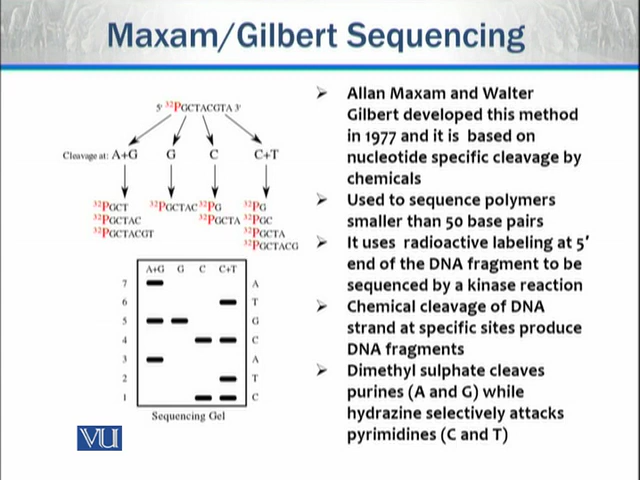 Maxam/Gilbert Sequencing
5' 32PGCTACGTA 3'
Cleavage at: A+G G C C+T
32PGCT 32PGCTAC 32PG 32PG
32PGCTAC 32PGCTA 32PGC
32PGCTACGT 32PGCTA
32PGCTACG
A+G G C C+T
7 A
6 T
5 G
4 C
3 A
2 T
1 C
Sequencing Gel
VU
➢ Allan Maxam and Walter
Gilbert developed this method
in 1977 and it is based on
nucleotide specific cleavage by
chemicals
➢ Used to sequence polymers
smaller than 50 base pairs
➢ It uses radioactive labeling at 5′
end of the DNA fragment to be
sequenced by a kinase reaction
➢ Chemical cleavage of DNA
strand at specific sites produce
DNA fragments
➢ Dimethyl sulphate cleaves
purines (A and G) while
hydrazine selectively attacks
pyrimidines (C and T)